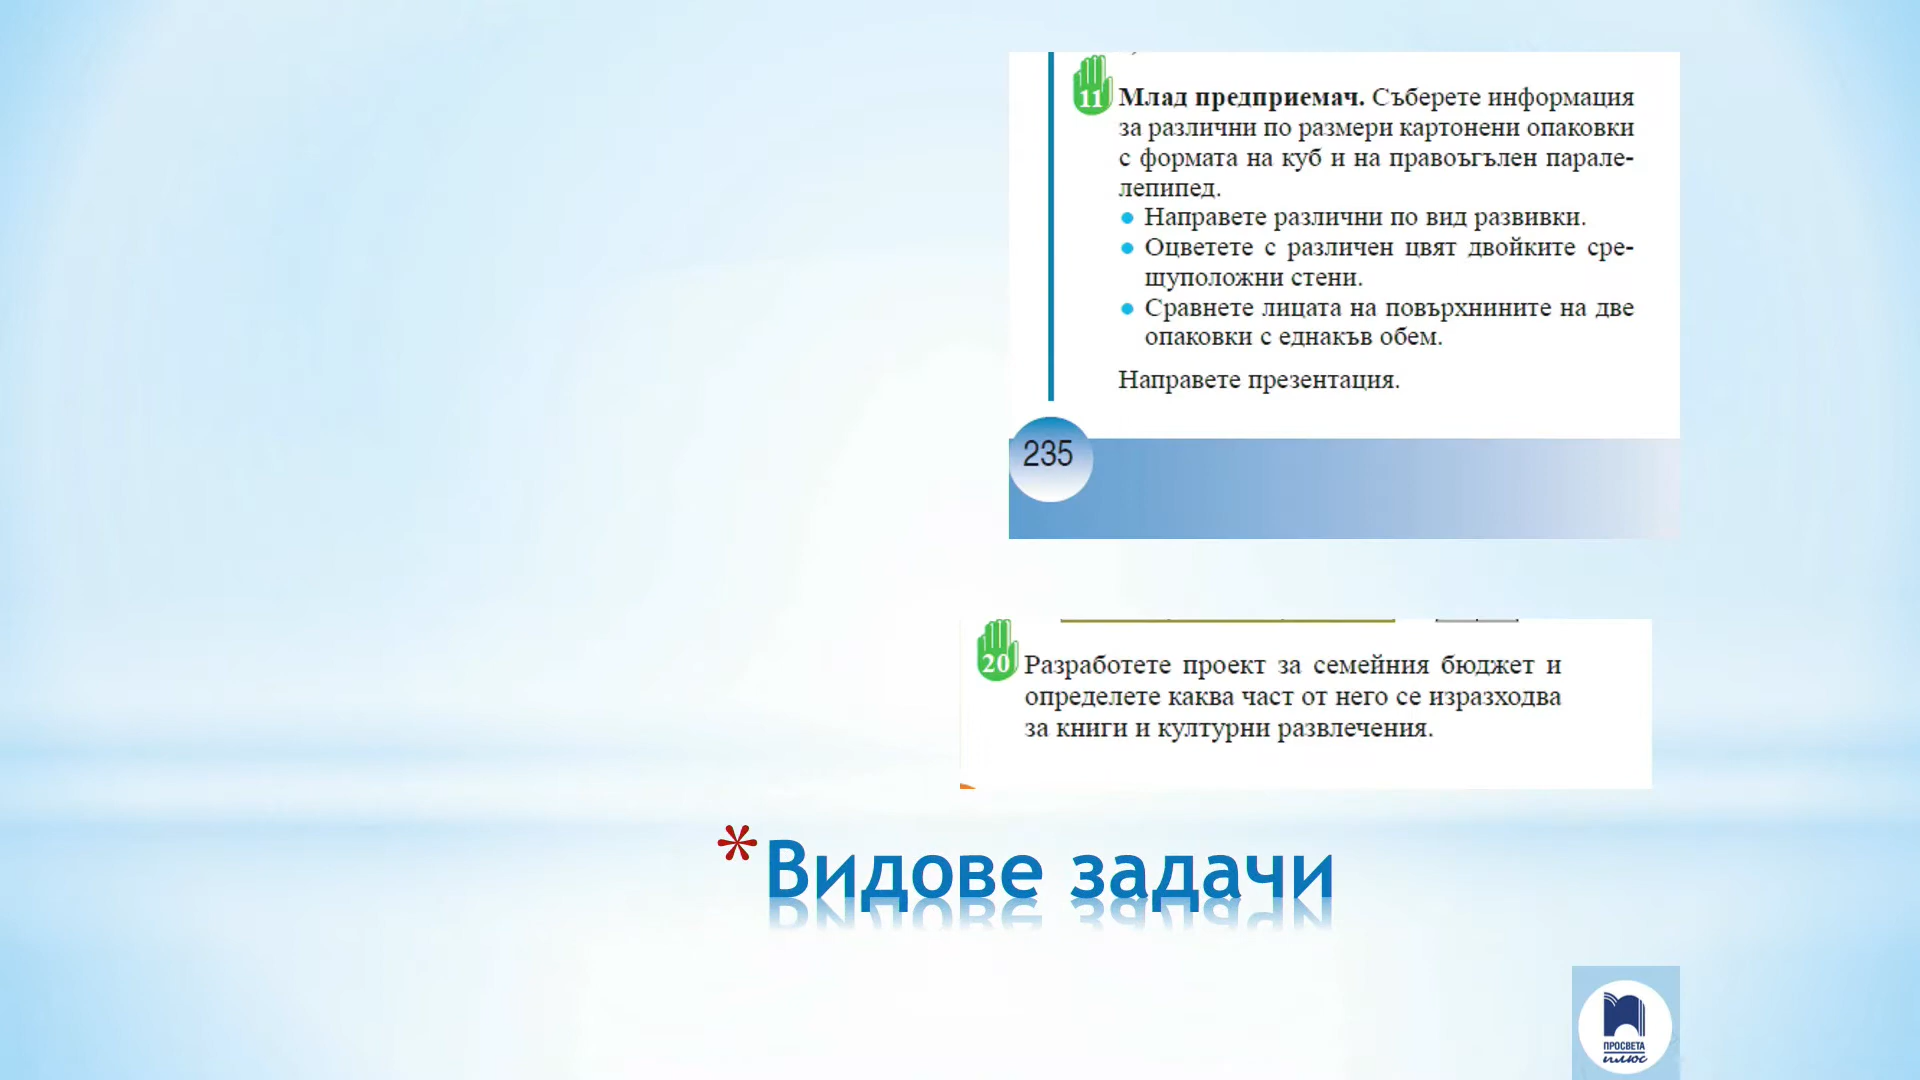 11 Млад предприемач. Съберете информация
за различни по размери картонени опаковки
с формата на куб и на правоъгълен парале-
лепипед.
● Направете различни по вид развивки.
● Оцветете с различен цвят двойките сре-
щуположни стени.
● Сравнете лицата на повърхнините на две
опаковки с еднакъв обем.
Направете презентация.
235
20 Разработете проект за семейния бюджет и
определете каква част от него се изразходва
за книги и културни развлечения.
*Видове задачи
ПРОСВЕТА
плюс